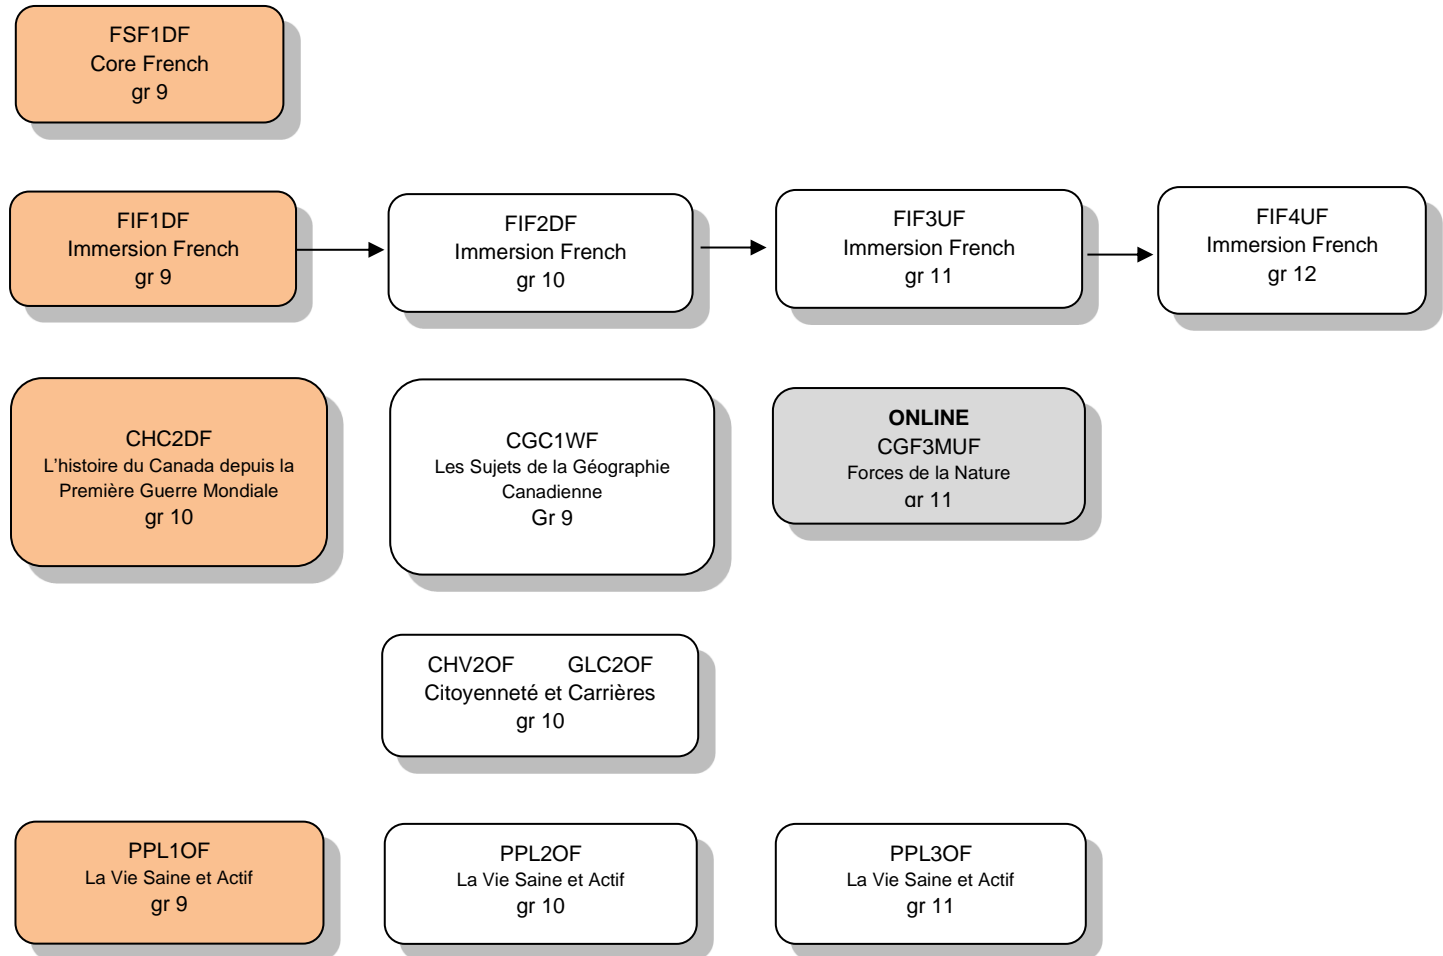 FSF1DF
Core French
gr 9
FIF1DF
Immersion French
gr 9
FIF2DF
Immersion French
gr 10
FIF3UF
Immersion French
gr 11
FIF4UF
Immersion French
gr 12
CHC2DF
L'histoire du Canada depuis la
Première Guerre Mondiale
gr 10
CGC1WF
Les Sujets de la Géographie
Canadienne
Gr 9
ONLINE
CGF3MUF
Forces de la Nature
gr 11
CHV2OF GLC2OF
Citoyenneté et Carrières
gr 10
PPL1OF
La Vie Saine et Actif
gr 9
PPL2OF
La Vie Saine et Actif
gr 10
PPL3OF
La Vie Saine et Actif
gr 11